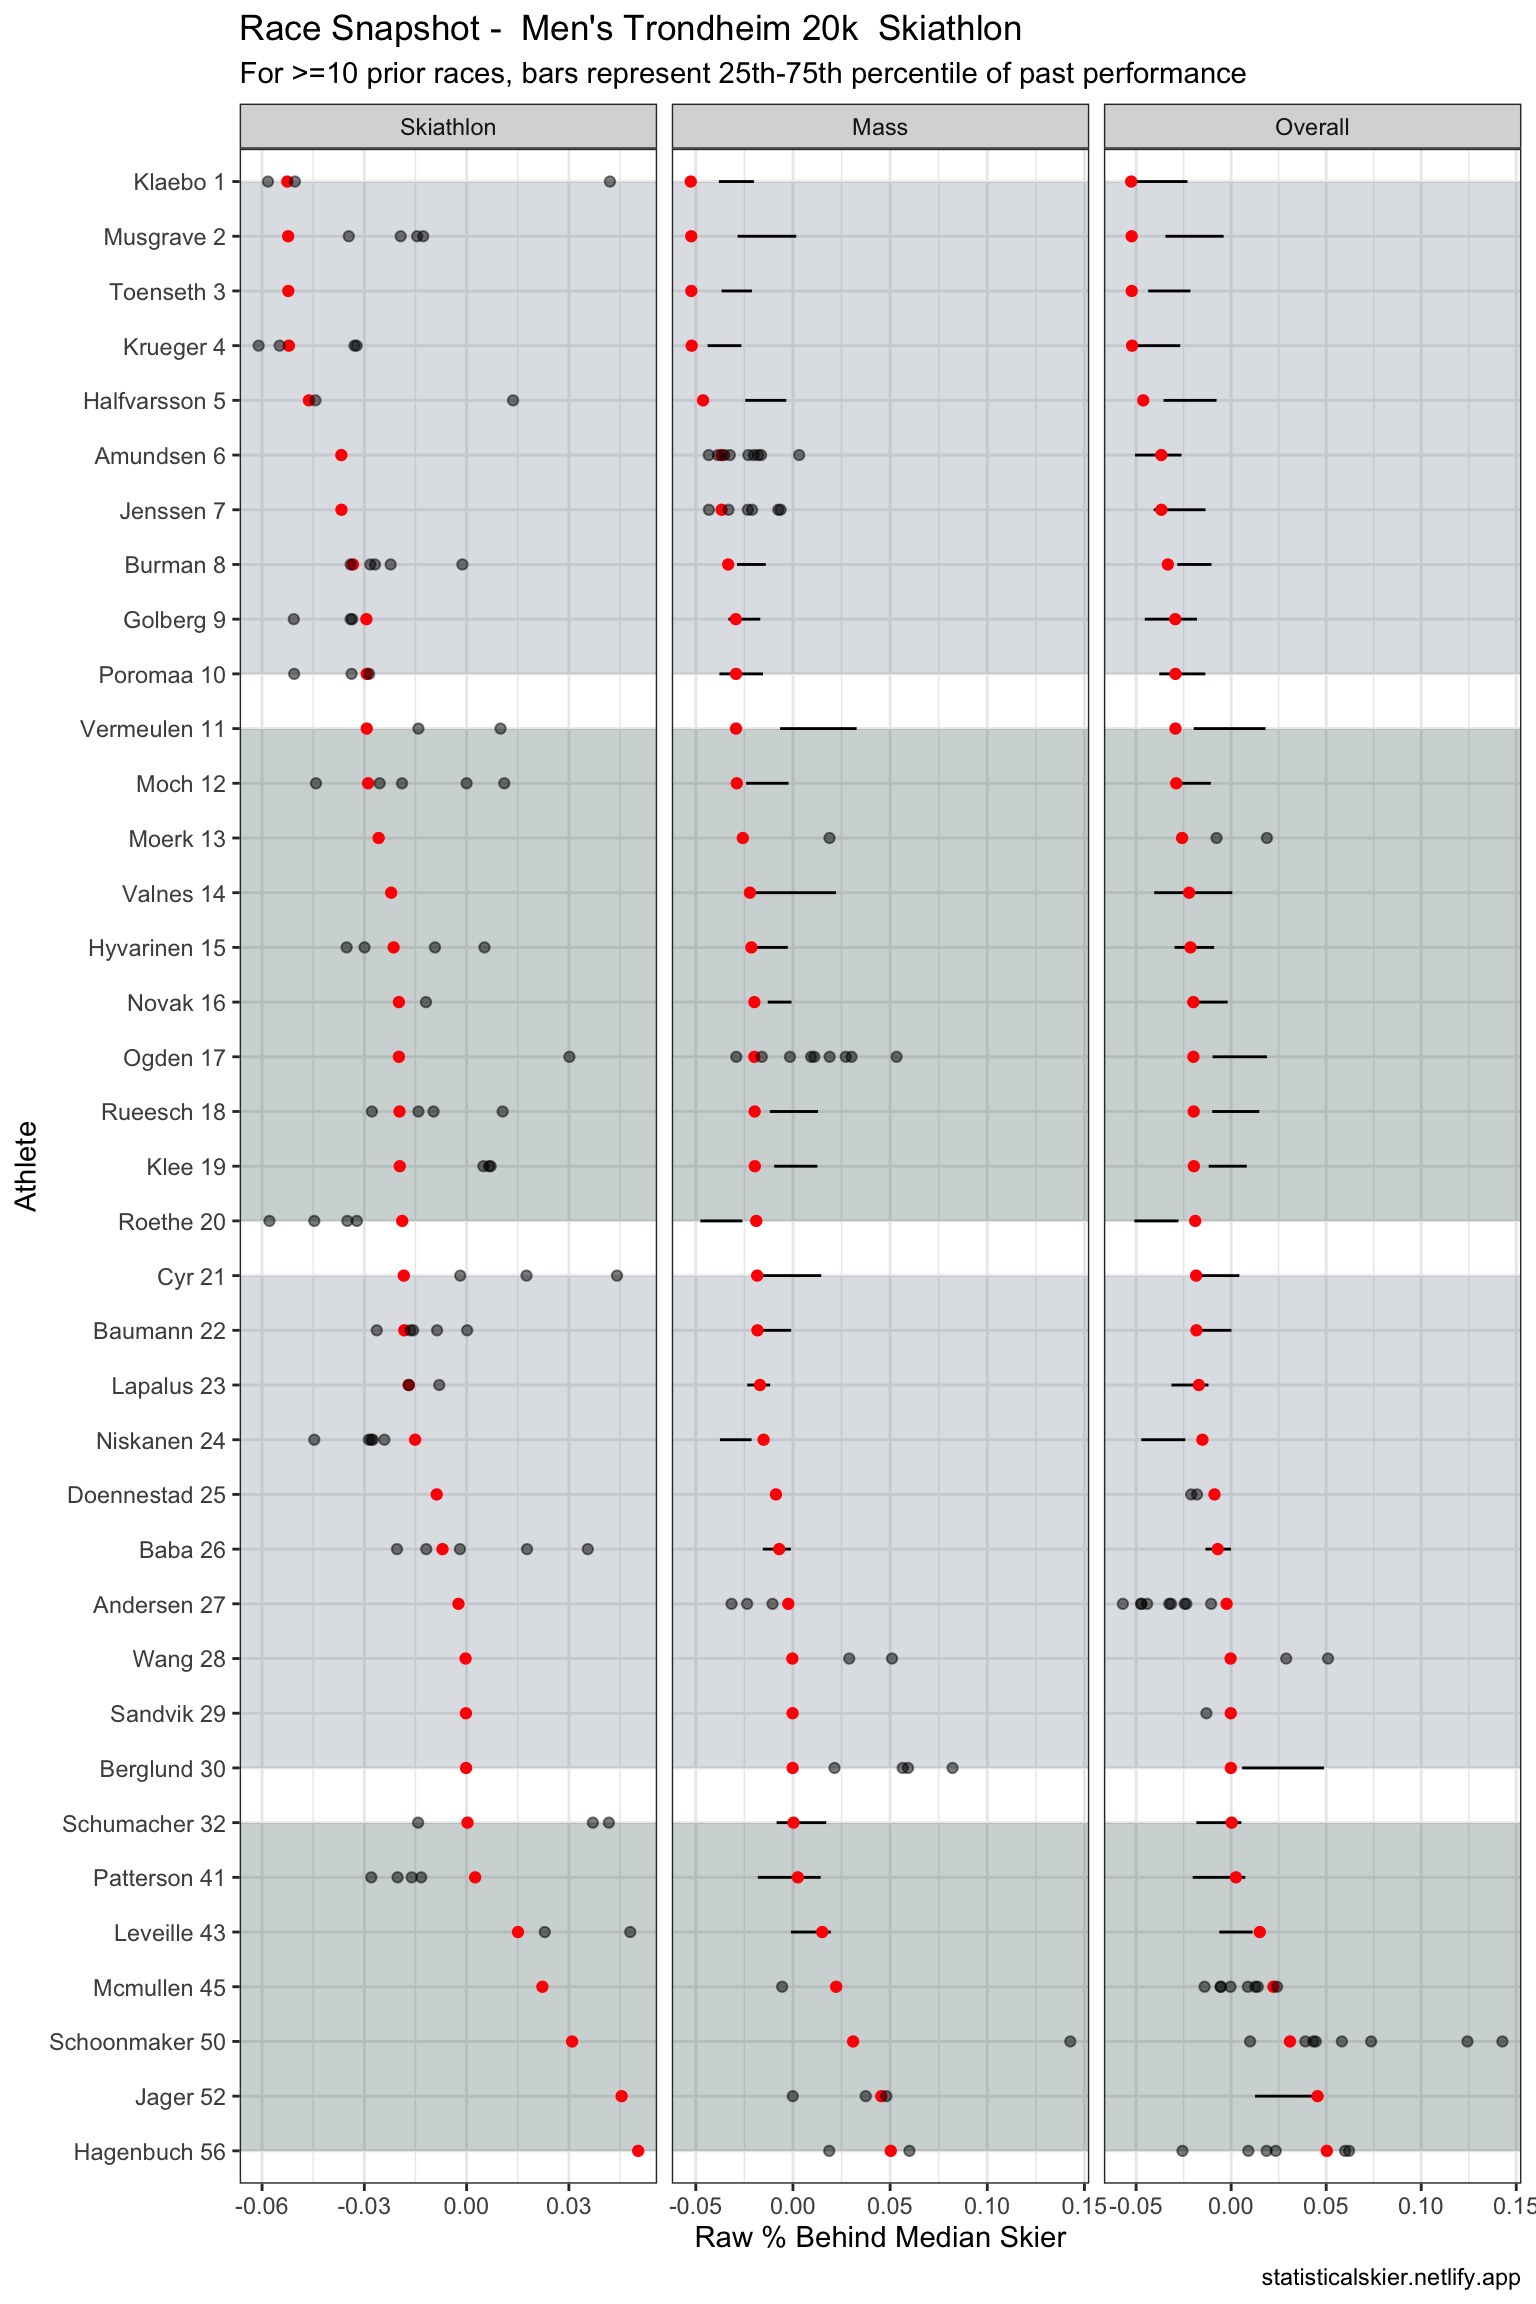 Race Snapshot -  Men's Trondheim 20k  Skiathlon
For >=10 prior races, bars represent 25th-75th percentile of past performance
Skiathlon
Mass
Overall
Athlete
Klaebo 1
Musgrave 2
Toenseth 3
Krueger 4
Halfvarsson 5
Amundsen 6
Jenssen 7
Burman 8
Golberg 9
Poromaa 10
Vermeulen 11
Moch 12
Moerk 13
Valnes 14
Hyvarinen 15
Novak 16
Ogden 17
Rueesch 18
Klee 19
Roethe 20
Cyr 21
Baumann 22
Lapalus 23
Niskanen 24
Doennestad 25
Baba 26
Andersen 27
Wang 28
Sandvik 29
Berglund 30
Schumacher 32
Patterson 41
Leveille 43
Mcmullen 45
Schoonmaker 50
Jager 52
Hagenbuch 56
-0.06 -0.03 0.00 0.03
-0.05 0.00 0.05 0.10 0.15
-0.05 0.00 0.05 0.10 0.15
Raw % Behind Median Skier
statisticalskier.netlify.app